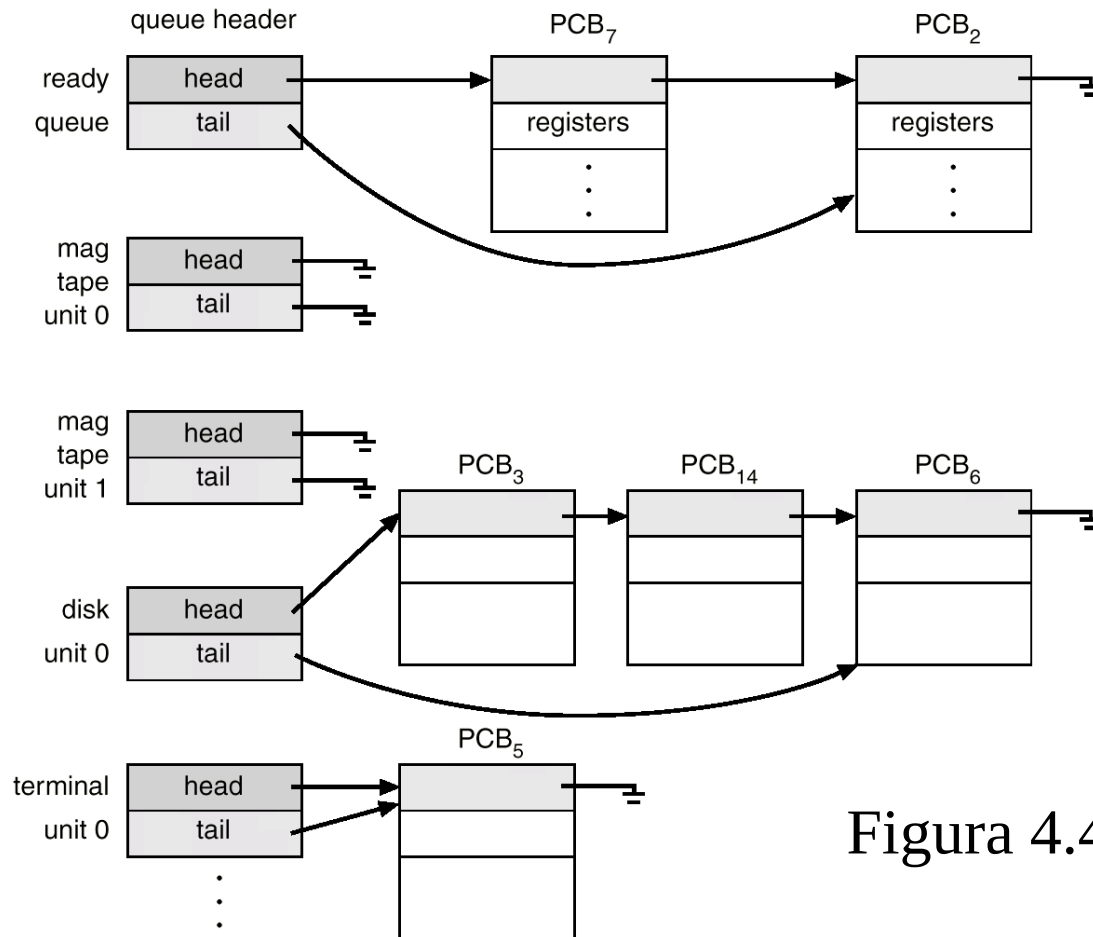 queue header
PCB₇
PCB₂
ready
head
queue
tail
registers
registers
mag
head
tape
unit 0
tail
mag
head
tape
unit 1
tail
PCB₃
PCB₁₄
PCB₆
disk
head
unit 0
tail
PCB₅
terminal
head
unit 0
tail
Figura 4.4